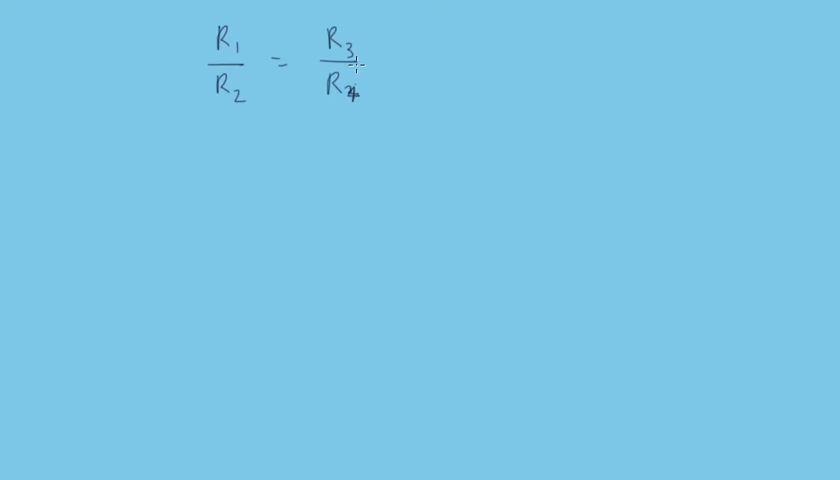 R₁ = R₃
R₂ R₄